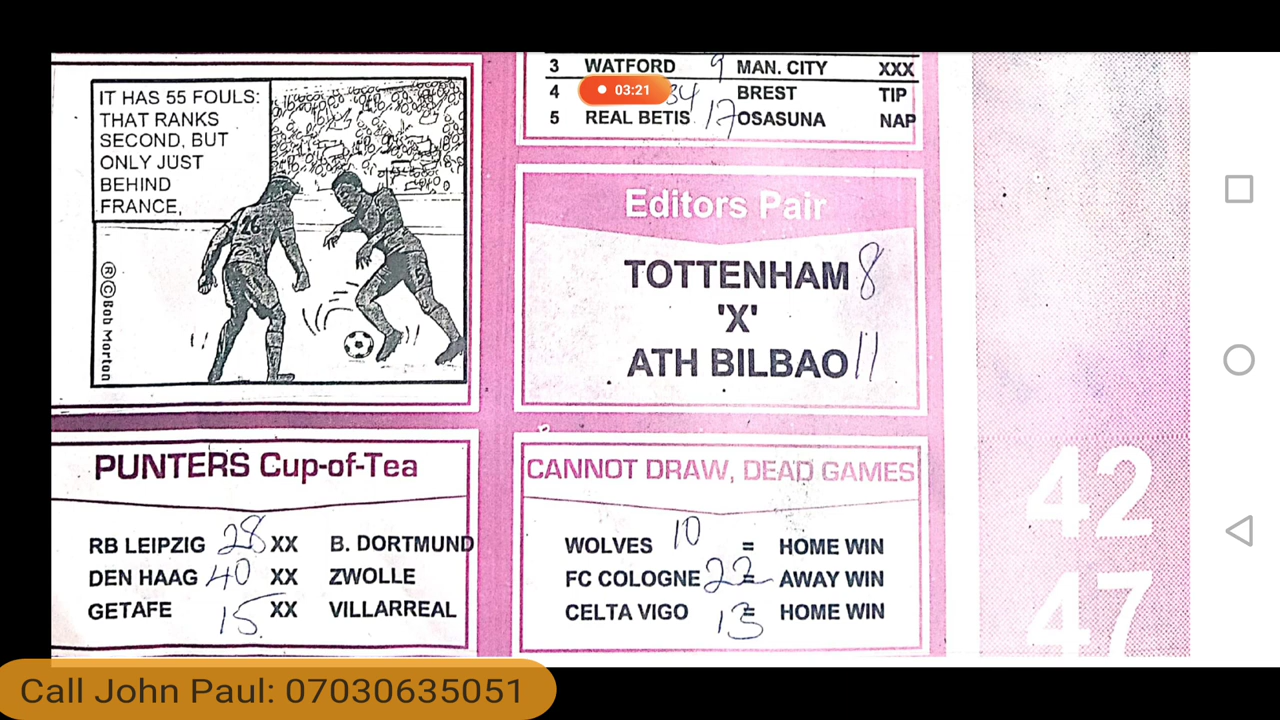 IT HAS 55 FOULS:
THAT RANKS
SECOND, BUT
ONLY JUST
BEHIND
FRANCE,
26
5
®©Bob Morton
3 WATFORD 9 MAN. CITY XXX
4 34 BREST TIP
03:21
5 REAL BETIS 17 OSASUNA NAP
Editors Pair
TOTTENHAM 8
'X'
ATH BILBAO 11
PUNTERS Cup-of-Tea
RB LEIPZIG 28 XX B. DORTMUND
DEN HAAG 40 XX ZWOLLE
GETAFE 15 XX VILLARREAL
CANNOT DRAW, DEAD GAMES
WOLVES 10 = HOME WIN
FC COLOGNE 22 = AWAY WIN
CELTA VIGO 13 = HOME WIN
42
47
Call John Paul: 07030635051